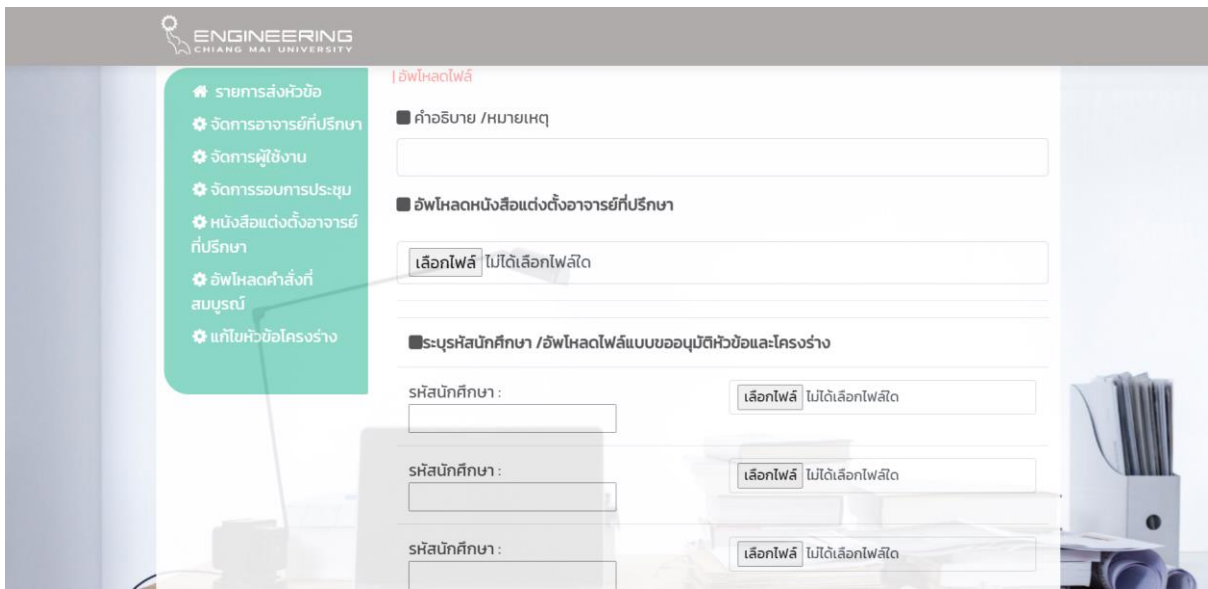 ENGINEERING
CHIANG MAI UNIVERSITY
รายการส่งหัวข้อ
จัดการอาจารย์ที่ปรึกษา
จัดการผู้ใช้งาน
จัดการรอบการประชุม
หนังสือแต่งตั้งอาจารย์
ที่ปรึกษา
อัพโหลดคำสั่งที่
สมบูรณ์
แก้ไขหัวข้อโครงร่าง
| อัพโหลดไฟล์
คำอธิบาย /หมายเหตุ
อัพโหลดหนังสือแต่งตั้งอาจารย์ที่ปรึกษา
เลือกไฟล์ ไม่ได้เลือกไฟล์ใด
ระบุรหัสนักศึกษา /อัพโหลดไฟล์แบบขออนุมัติหัวข้อและโครงร่าง
รหัสนักศึกษา : เลือกไฟล์ ไม่ได้เลือกไฟล์ใด
รหัสนักศึกษา : เลือกไฟล์ ไม่ได้เลือกไฟล์ใด
รหัสนักศึกษา : เลือกไฟล์ ไม่ได้เลือกไฟล์ใด